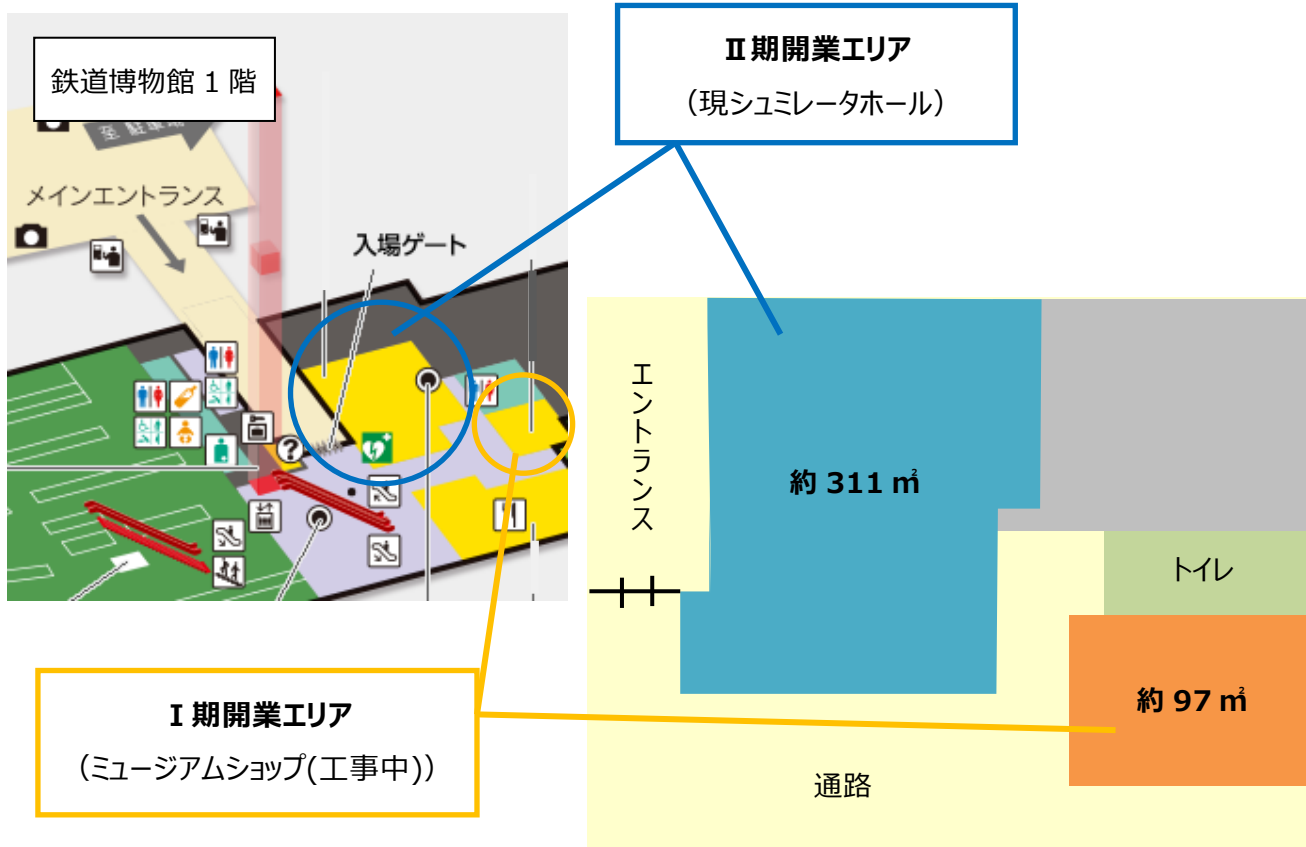 鉄道博物館 1 階
Ⅱ期開業エリア
（現シュミレータホール）
至 駐車場
メインエントランス
入場ゲート
?
エントランス
約 311 ㎡
トイレ
約 97 ㎡
通路
Ⅰ期開業エリア
（ミュージアムショップ(工事中)）